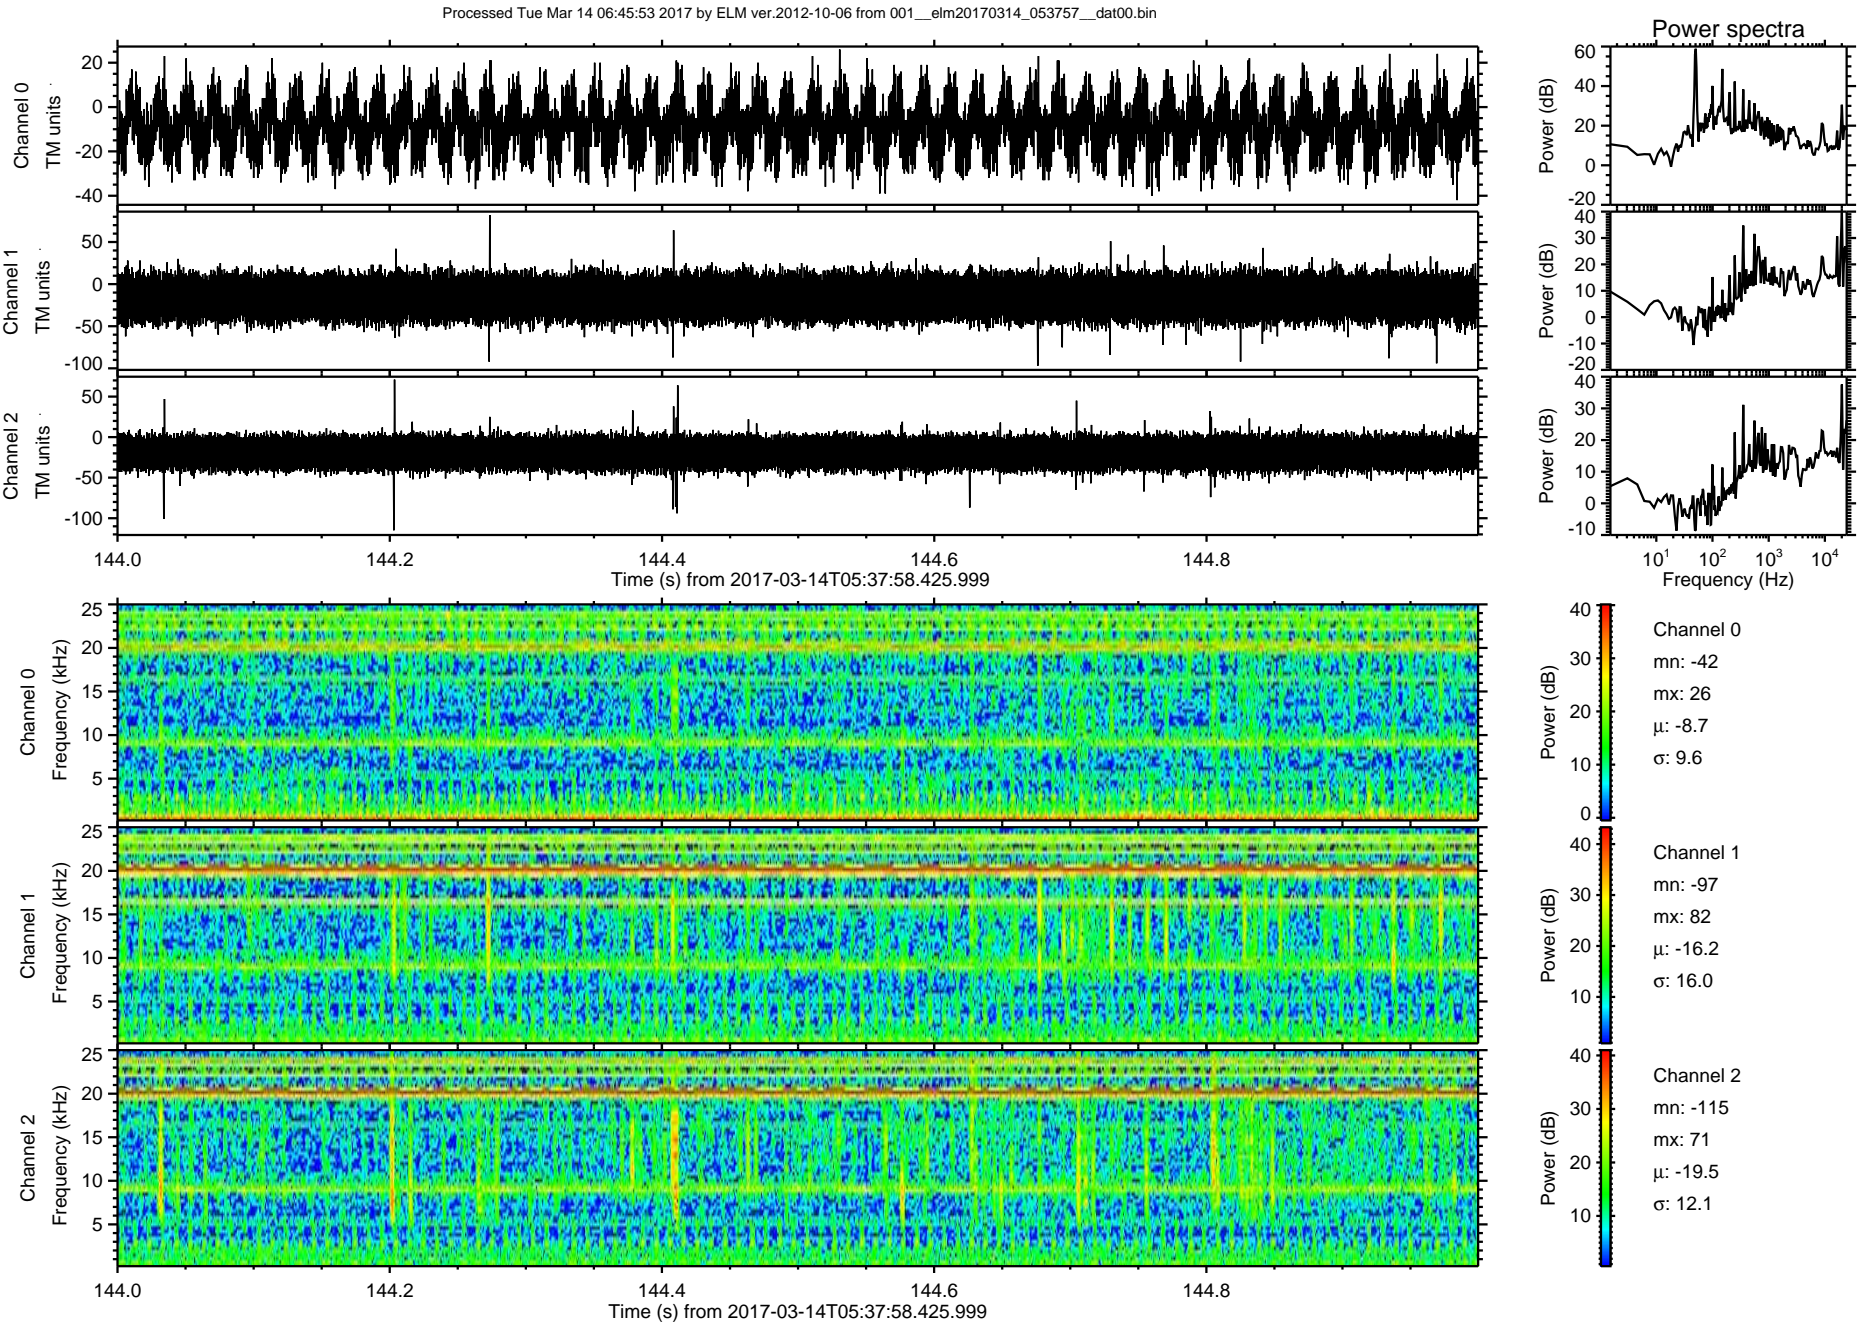 Processed Tue Mar 14 06:45:53 2017 by ELM ver.2012-10-06 from 001__elm20170314_053757__dat00.bin
Power spectra
Channel 0
TM units
20
0
-20
-40
Power (dB)
60
40
20
0
-20
Channel 1
TM units
50
0
-50
-100
Power (dB)
40
30
20
10
0
-10
-20
Channel 2
TM units
50
0
-50
-100
Power (dB)
40
30
20
10
0
-10
144.0 144.2 144.4 144.6 144.8
Time (s) from 2017-03-14T05:37:58.425.999
10^1 10^2 10^3 10^4
Frequency (Hz)
Channel 0
Frequency (kHz)
25
20
15
10
5
Power (dB)
40
30
20
10
0
Channel 0
mn: -42
mx: 26
μ: -8.7
σ: 9.6
Channel 1
Frequency (kHz)
25
20
15
10
5
Power (dB)
40
30
20
10
Channel 1
mn: -97
mx: 82
μ: -16.2
σ: 16.0
Channel 2
Frequency (kHz)
25
20
15
10
5
Power (dB)
40
30
20
10
Channel 2
mn: -115
mx: 71
μ: -19.5
σ: 12.1
144.0 144.2 144.4 144.6 144.8
Time (s) from 2017-03-14T05:37:58.425.999